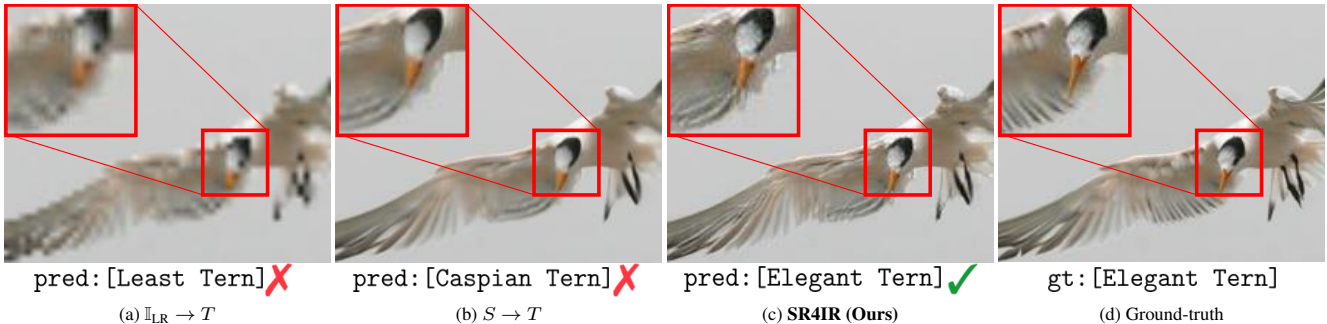 pred:[Least Tern]✗ pred:[Caspian Tern]✗ pred:[Elegant Tern]✓ gt:[Elegant Tern]
(a) 𝕀LR → T (b) S → T (c) SR4IR (Ours) (d) Ground-truth